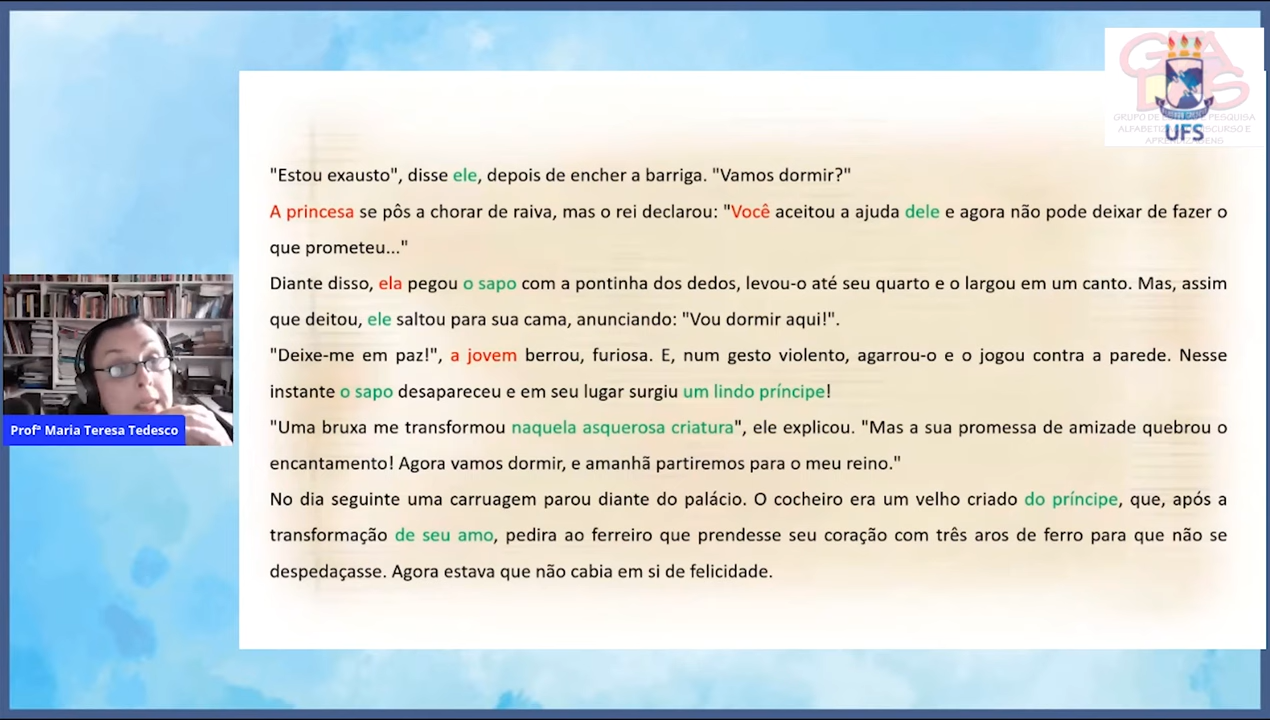 GRUPO DE
PESQUISA
UFS
"Estou exausto", disse ele, depois de encher a barriga. "Vamos dormir?"
A princesa se pôs a chorar de raiva, mas o rei declarou: "Você aceitou a ajuda dele e agora não pode deixar de fazer o
que prometeu..."
Diante disso, ela pegou o sapo com a pontinha dos dedos, levou-o até seu quarto e o largou em um canto. Mas, assim
que deitou, ele saltou para sua cama, anunciando: "Vou dormir aqui!".
"Deixe-me em paz!", a jovem berrou, furiosa. E, num gesto violento, agarrou-o e o jogou contra a parede. Nesse
instante o sapo desapareceu e em seu lugar surgiu um lindo príncipe!
"Uma bruxa me transformou naquela asquerosa criatura", ele explicou. "Mas a sua promessa de amizade quebrou o
encantamento! Agora vamos dormir, e amanhã partiremos para o meu reino."
No dia seguinte uma carruagem parou diante do palácio. O cocheiro era um velho criado do príncipe, que, após a
transformação de seu amo, pedira ao ferreiro que prendesse seu coração com três aros de ferro para que não se
despedaçasse. Agora estava que não cabia em si de felicidade.
Profª Maria Teresa Tedesco